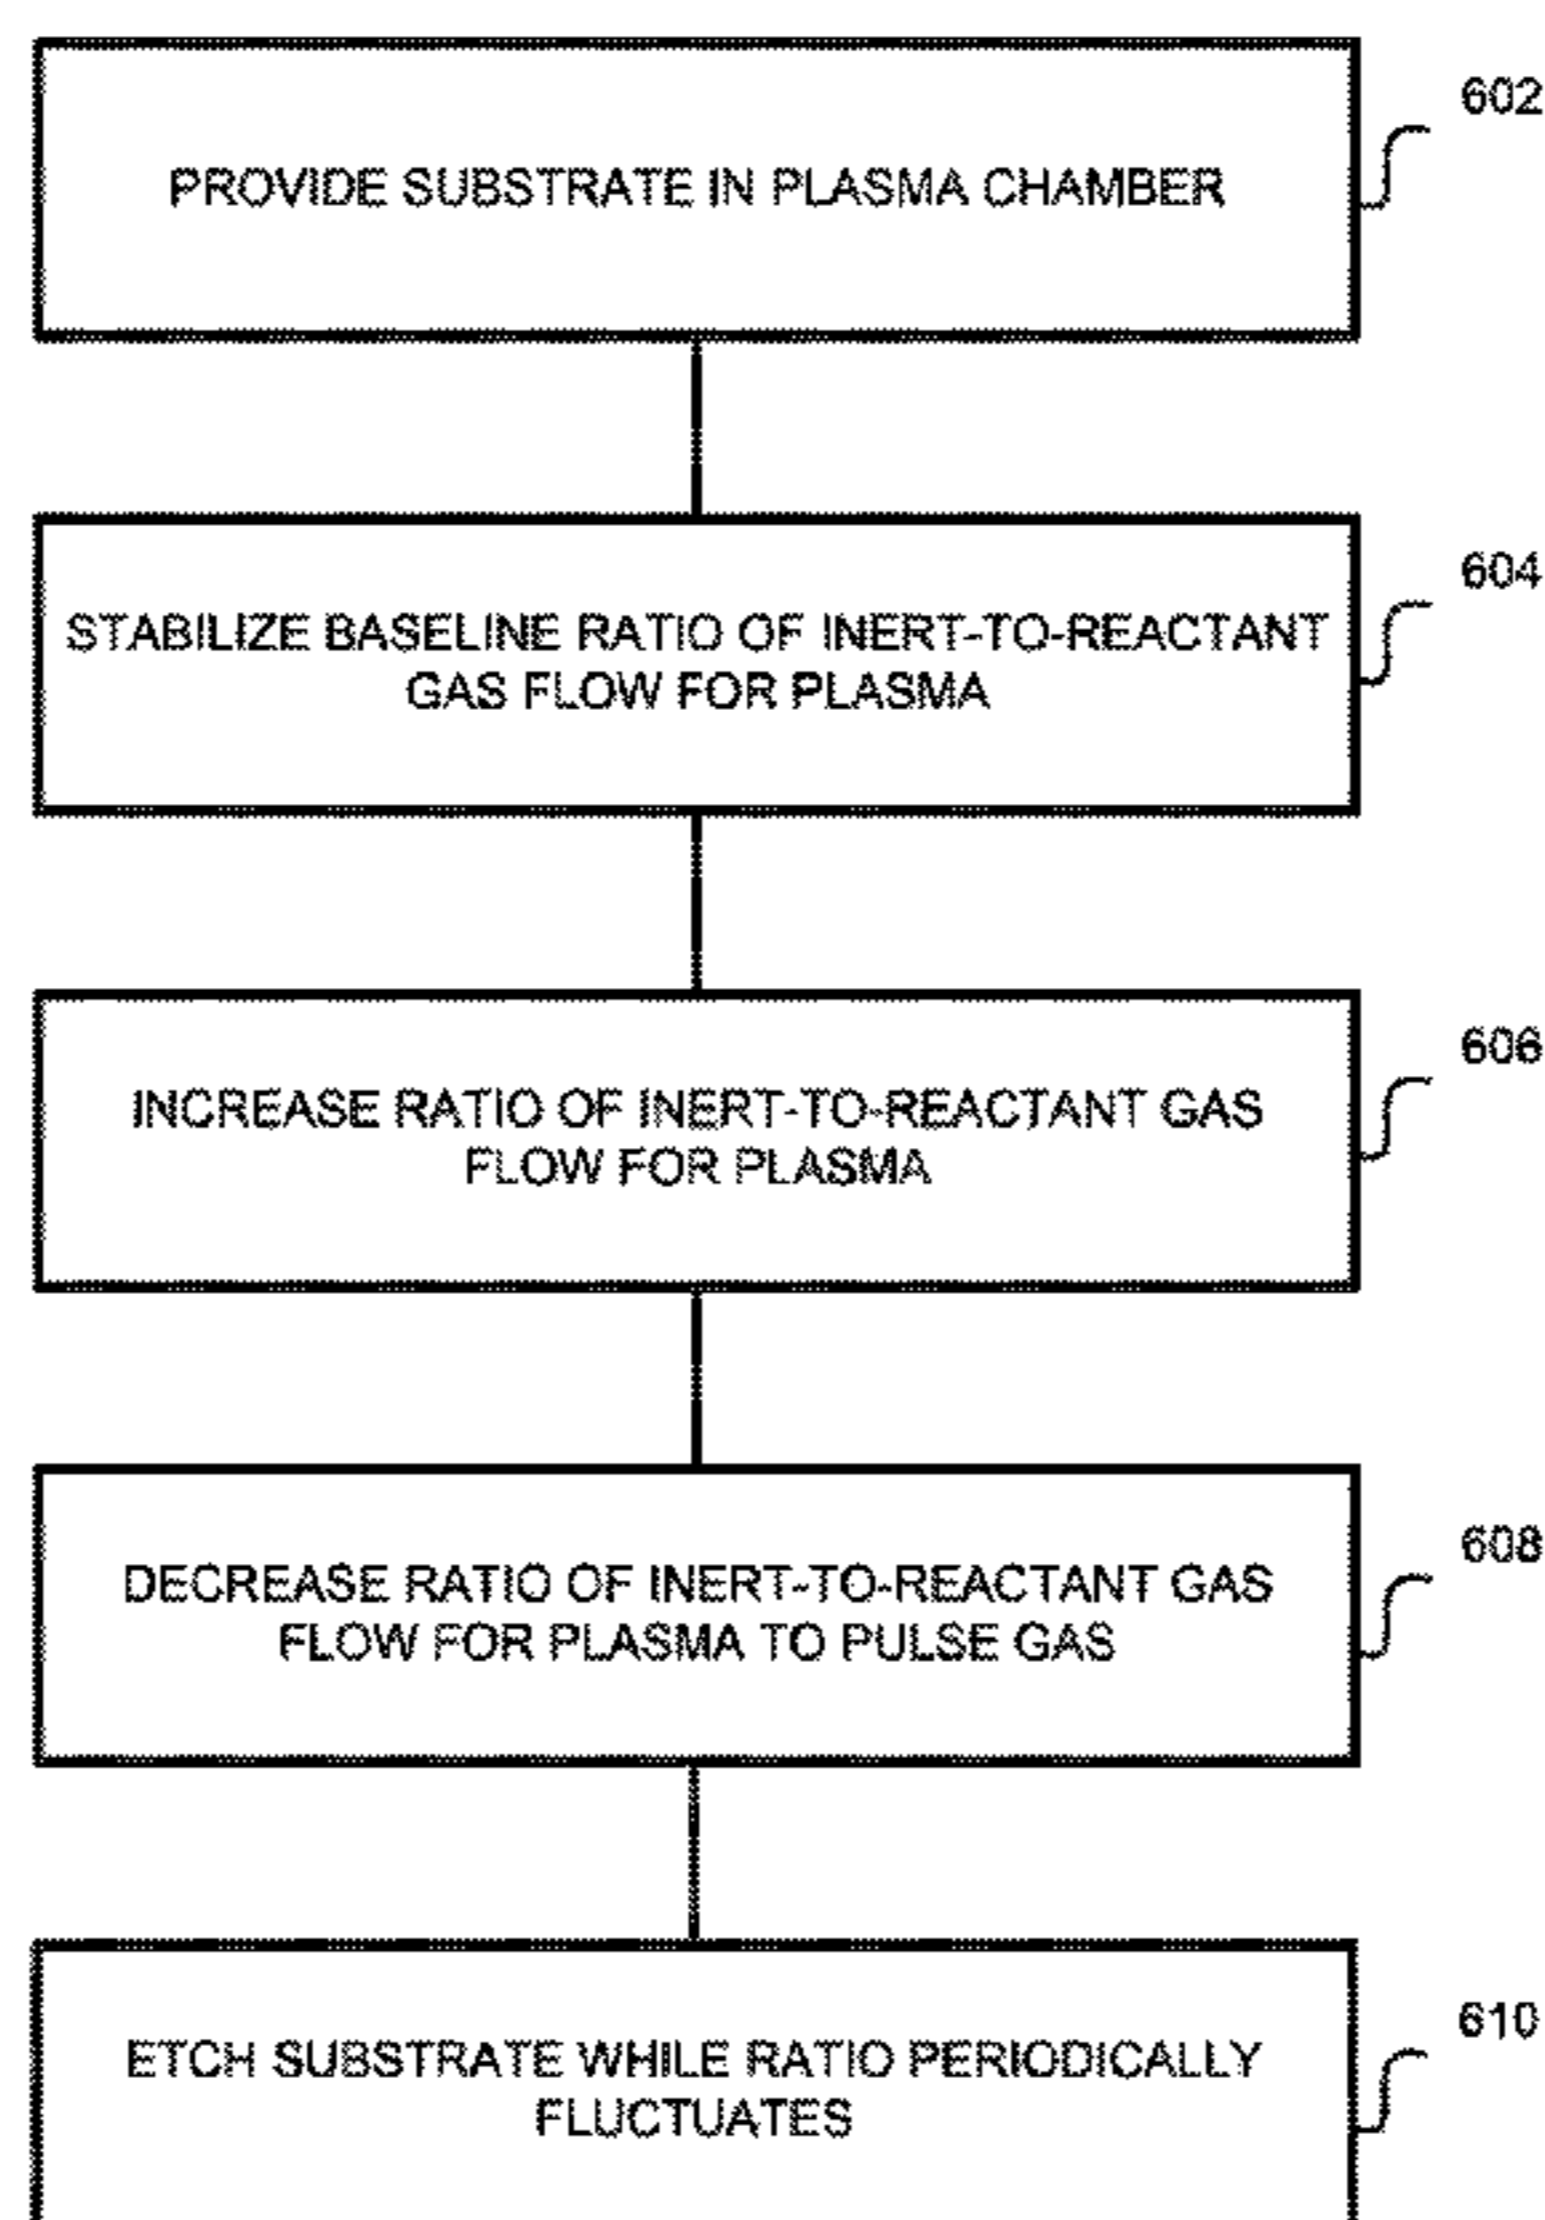 602
PROVIDE SUBSTRATE IN PLASMA CHAMBER
604
STABILIZE BASELINE RATIO OF INERT-TO-REACTANT
GAS FLOW FOR PLASMA
606
INCREASE RATIO OF INERT-TO-REACTANT GAS
FLOW FOR PLASMA
608
DECREASE RATIO OF INERT-TO-REACTANT GAS
FLOW FOR PLASMA TO PULSE GAS
610
ETCH SUBSTRATE WHILE RATIO PERIODICALLY
FLUCTUATES